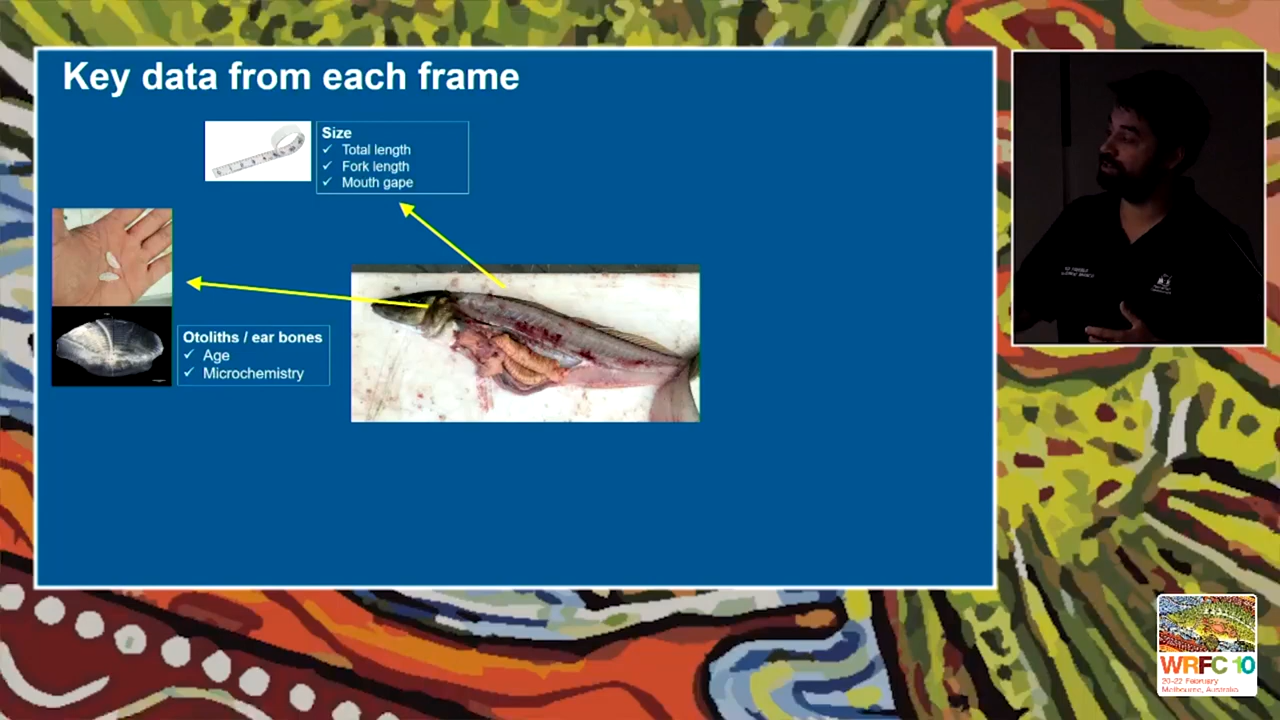 Key data from each frame
Size
✓ Total length
✓ Fork length
✓ Mouth gape
Otoliths / ear bones
✓ Age
✓ Microchemistry
WRFC 10
20-22 February
Melbourne, Australia